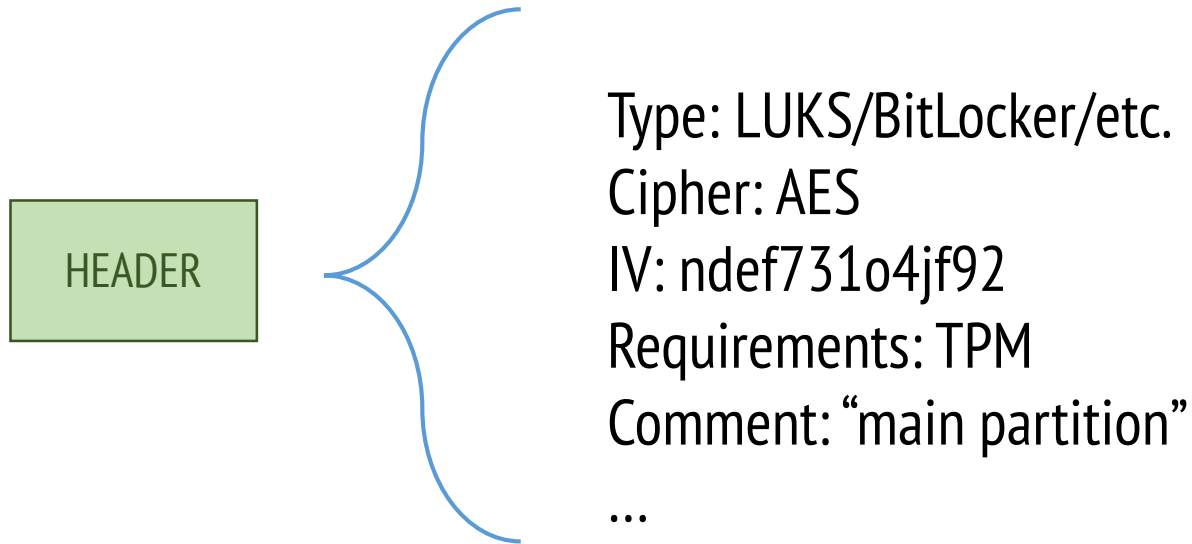 HEADER
Type: LUKS/BitLocker/etc.
Cipher: AES
IV: ndef731o4jf92
Requirements: TPM
Comment: “main partition”
...